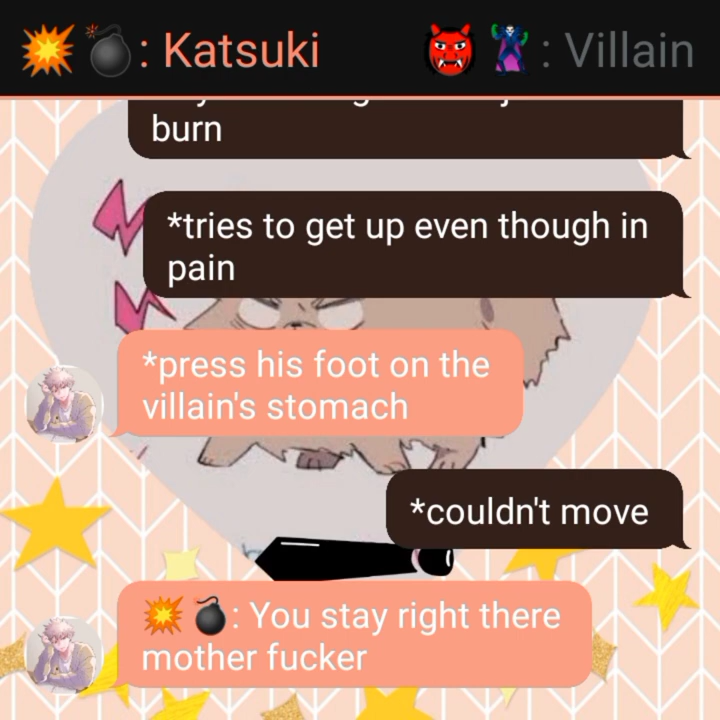 💥💣: Katsuki
👹🦹: Villain
burn
*tries to get up even though in
pain
*press his foot on the
villain's stomach
*couldn't move
💥💣: You stay right there
mother fucker